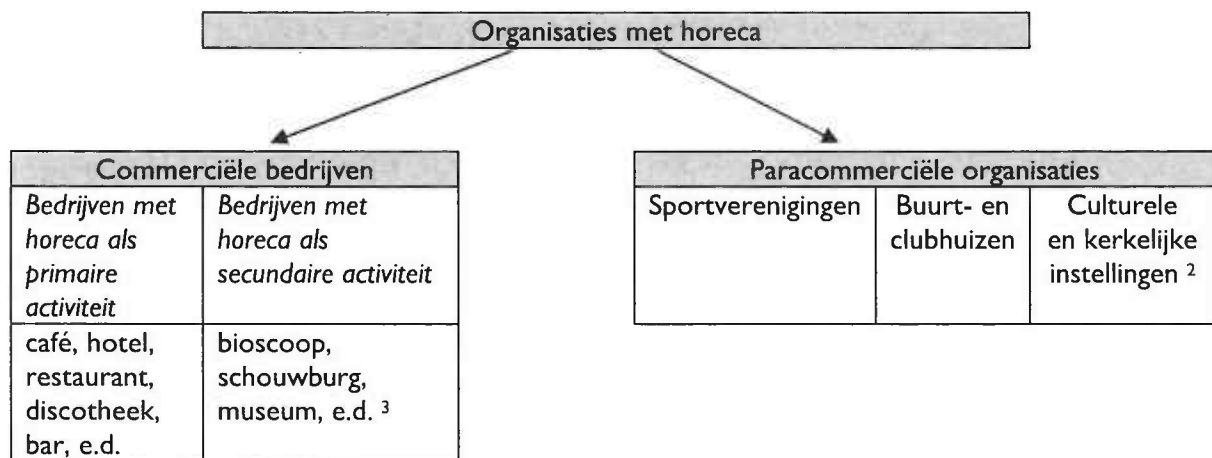 Organisaties met horeca
Commerciële bedrijven
Bedrijven met
horeca als
primaire
activiteit
Bedrijven met
horeca als
secundaire activiteit
café, hotel,
restaurant,
discotheek,
bar, e.d.
bioscoop,
schouwburg,
museum, e.d. 3
Paracommerciële organisaties
Sportverenigingen
Buurt- en
clubhuizen
Culturele
en kerkelijke
instellingen 2